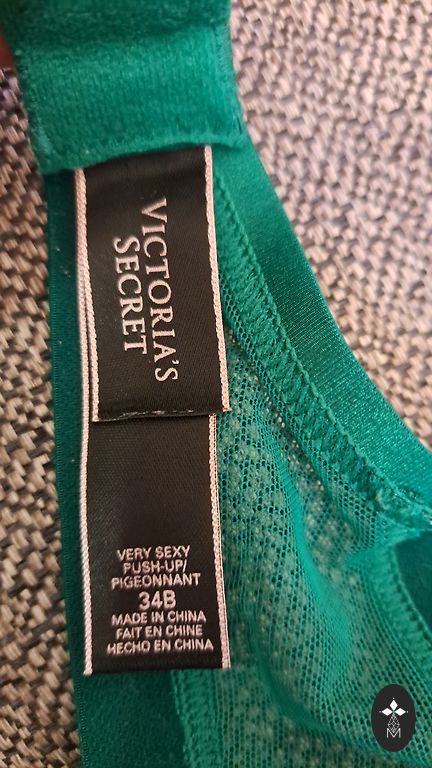 VICTORIA'S
SECRET
VERY SEXY
PUSH-UP/
PIGEONNANT
34B
MADE IN CHINA
FAIT EN CHINE
HECHO EN CHINA
M